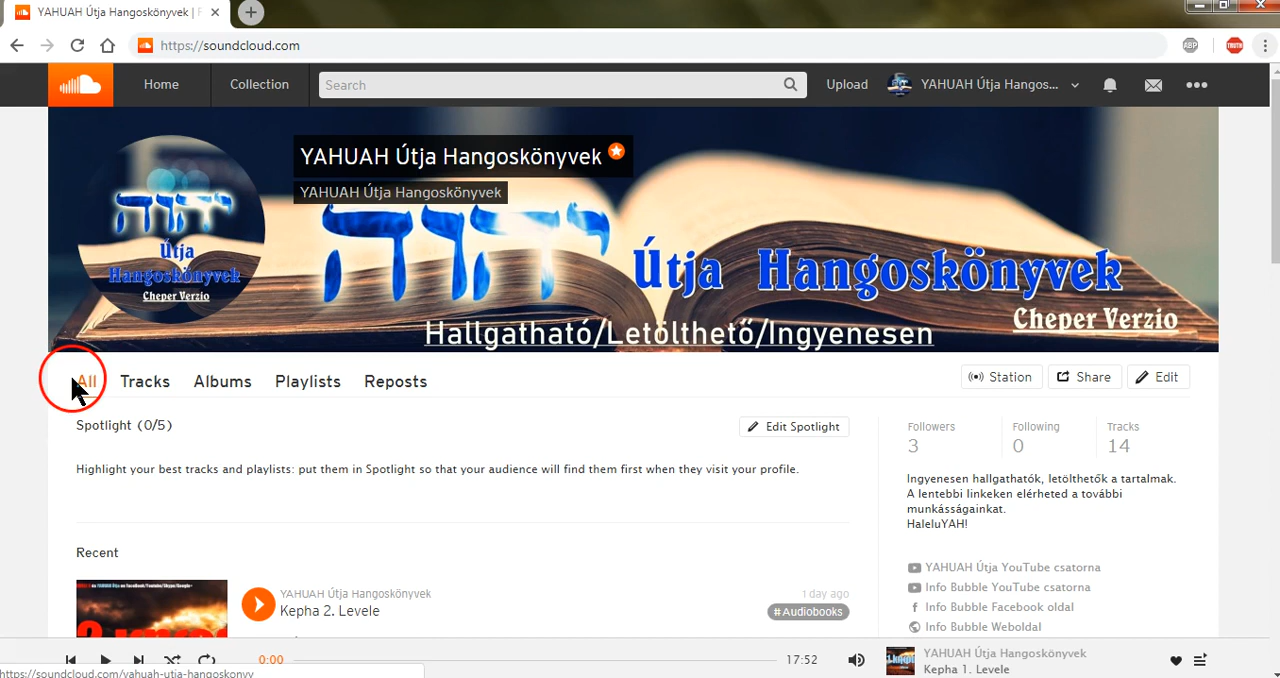 YAHUAH Útja Hangoskönyvek | F
https://soundcloud.com
ABP
TRUTH
Home
Collection
Search
Upload
YAHUAH Útja Hangos...
YAHUAH Útja Hangoskönyvek
YAHUAH Útja Hangoskönyvek
יהוה
Útja
Hangoskönyvek
Cheper Verzio
יהוה Útja Hangoskönyvek
Cheper Verzio
Hallgatható/Letölthető/Ingyenesen
All
Tracks
Albums
Playlists
Reposts
Station
Share
Edit
Spotlight (0/5)
Edit Spotlight
Highlight your best tracks and playlists: put them in Spotlight so that your audience will find them first when they visit your profile.
Followers
3
Following
0
Tracks
14
Ingyenesen hallgathatók, letölthetők a tartalmak.
A lentebbi linkeken elérheted a további
munkásságainkat.
HaleluYAH!
Recent
YAHUAH Útja Hangoskönyvek
Kepha 2. Levele
1 day ago
# Audiobooks
YAHUAH Útja YouTube csatorna
Info Bubble YouTube csatorna
Info Bubble Facebook oldal
Info Bubble Weboldal
0:00
17:52
YAHUAH Útja Hangoskönyvek
Kepha 1. Levele
https://soundcloud.com/yahuah-utja-hangoskonyv